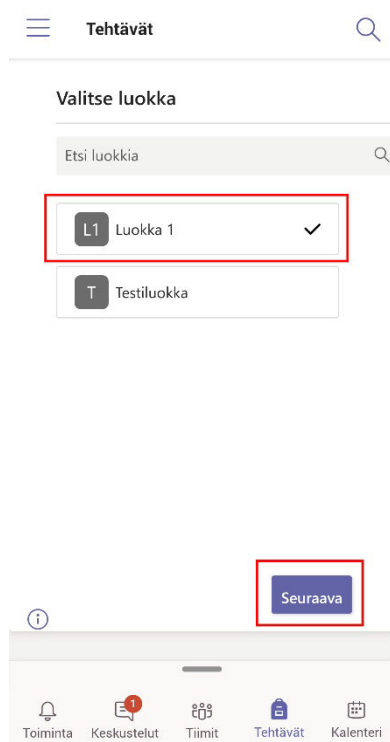 Tehtävät
Valitse luokka
Etsi luokkia
L1 Luokka 1
T Testiluokka
Seuraava
1
Toiminta Keskustelut Tiimit Tehtävät Kalenteri